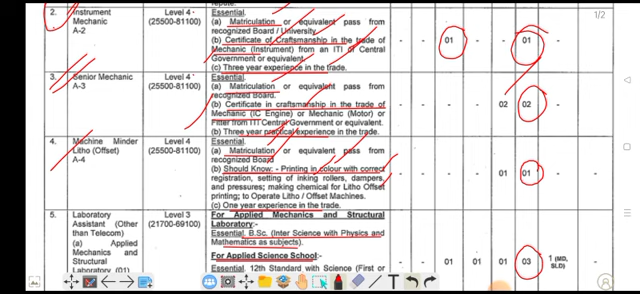 repute.
2. Instrument Mechanic A-2
Level 4 (25500-81100)
Essential.
(a) Matriculation or equivalent pass from recognized Board / University.
(b) Certificate of Craftsmanship in the trade of Mechanic (Instrument) from an ITI of Central Government or equivalent.
(c) Three year experience in the trade.
- - 01 - - 01 -
3. Senior Mechanic A-3
Level 4 (25500-81100)
Essential.
(a) Matriculation or equivalent pass from recognized Board.
(b) Certificate in craftsmanship in the trade of Mechanic (IC Engine) or Mechanic (Motor) or Fitter from ITI Central Government or equivalent.
(b) Three year practical experience in the trade.
- - - - 02 02 -
4. Machine Minder Litho (Offset) A-4
Level 4 (25500-81100)
Essential.
(a) Matriculation or equivalent pass from recognized Board
(b) Should Know: - Printing in colour with correct registration, setting of inking rollers, dampers, and pressures; making chemical for Litho Offset printing; to Operate Litho / Offset Machines.
(c) One year experience in the trade.
- - - - 01 01 -
5. Laboratory Assistant (Other than Telecom)
(a) Applied Mechanics and Structural Laboratory (01)
Level 3 (21700-69100)
For Applied Mechanics and Structural Laboratory:
Essential. B.Sc. (Inter Science with Physics and Mathematics as subjects).
For Applied Science School:
Essential. 12th Standard with Science (First or
- - 01 01 01 03 1 (MD, SLD)
1/2